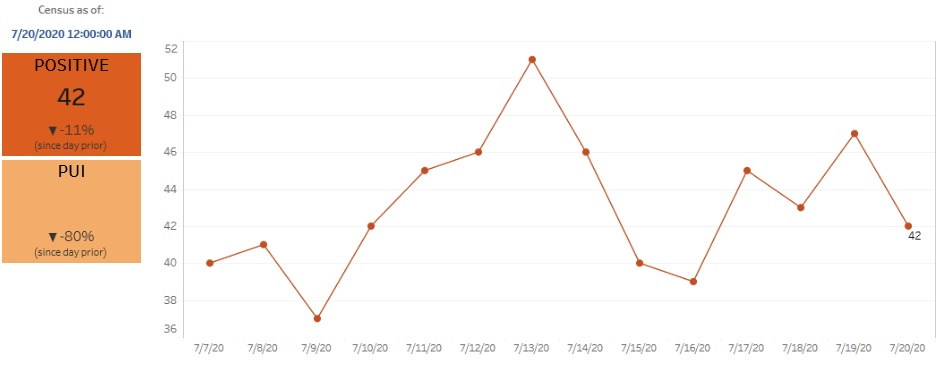 Census as of:
7/20/2020 12:00:00 AM
POSITIVE
42
▼-11%
(since day prior)
PUI
▼-80%
(since day prior)
52
50
48
46
44
42
40
38
36
42
7/7/20 7/8/20 7/9/20 7/10/20 7/11/20 7/12/20 7/13/20 7/14/20 7/15/20 7/16/20 7/17/20 7/18/20 7/19/20 7/20/20